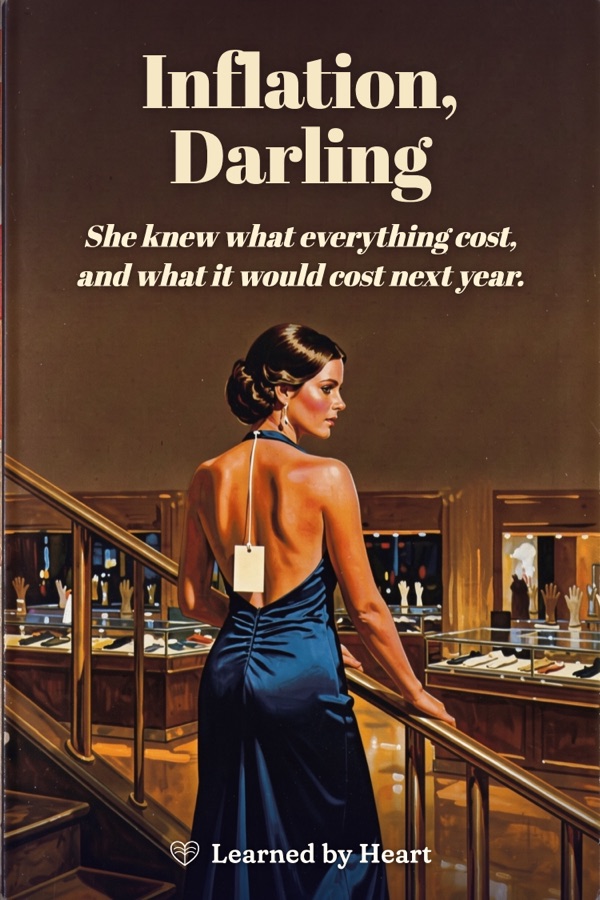 Inflation,
Darling
She knew what everything cost,
and what it would cost next year.
Learned by Heart